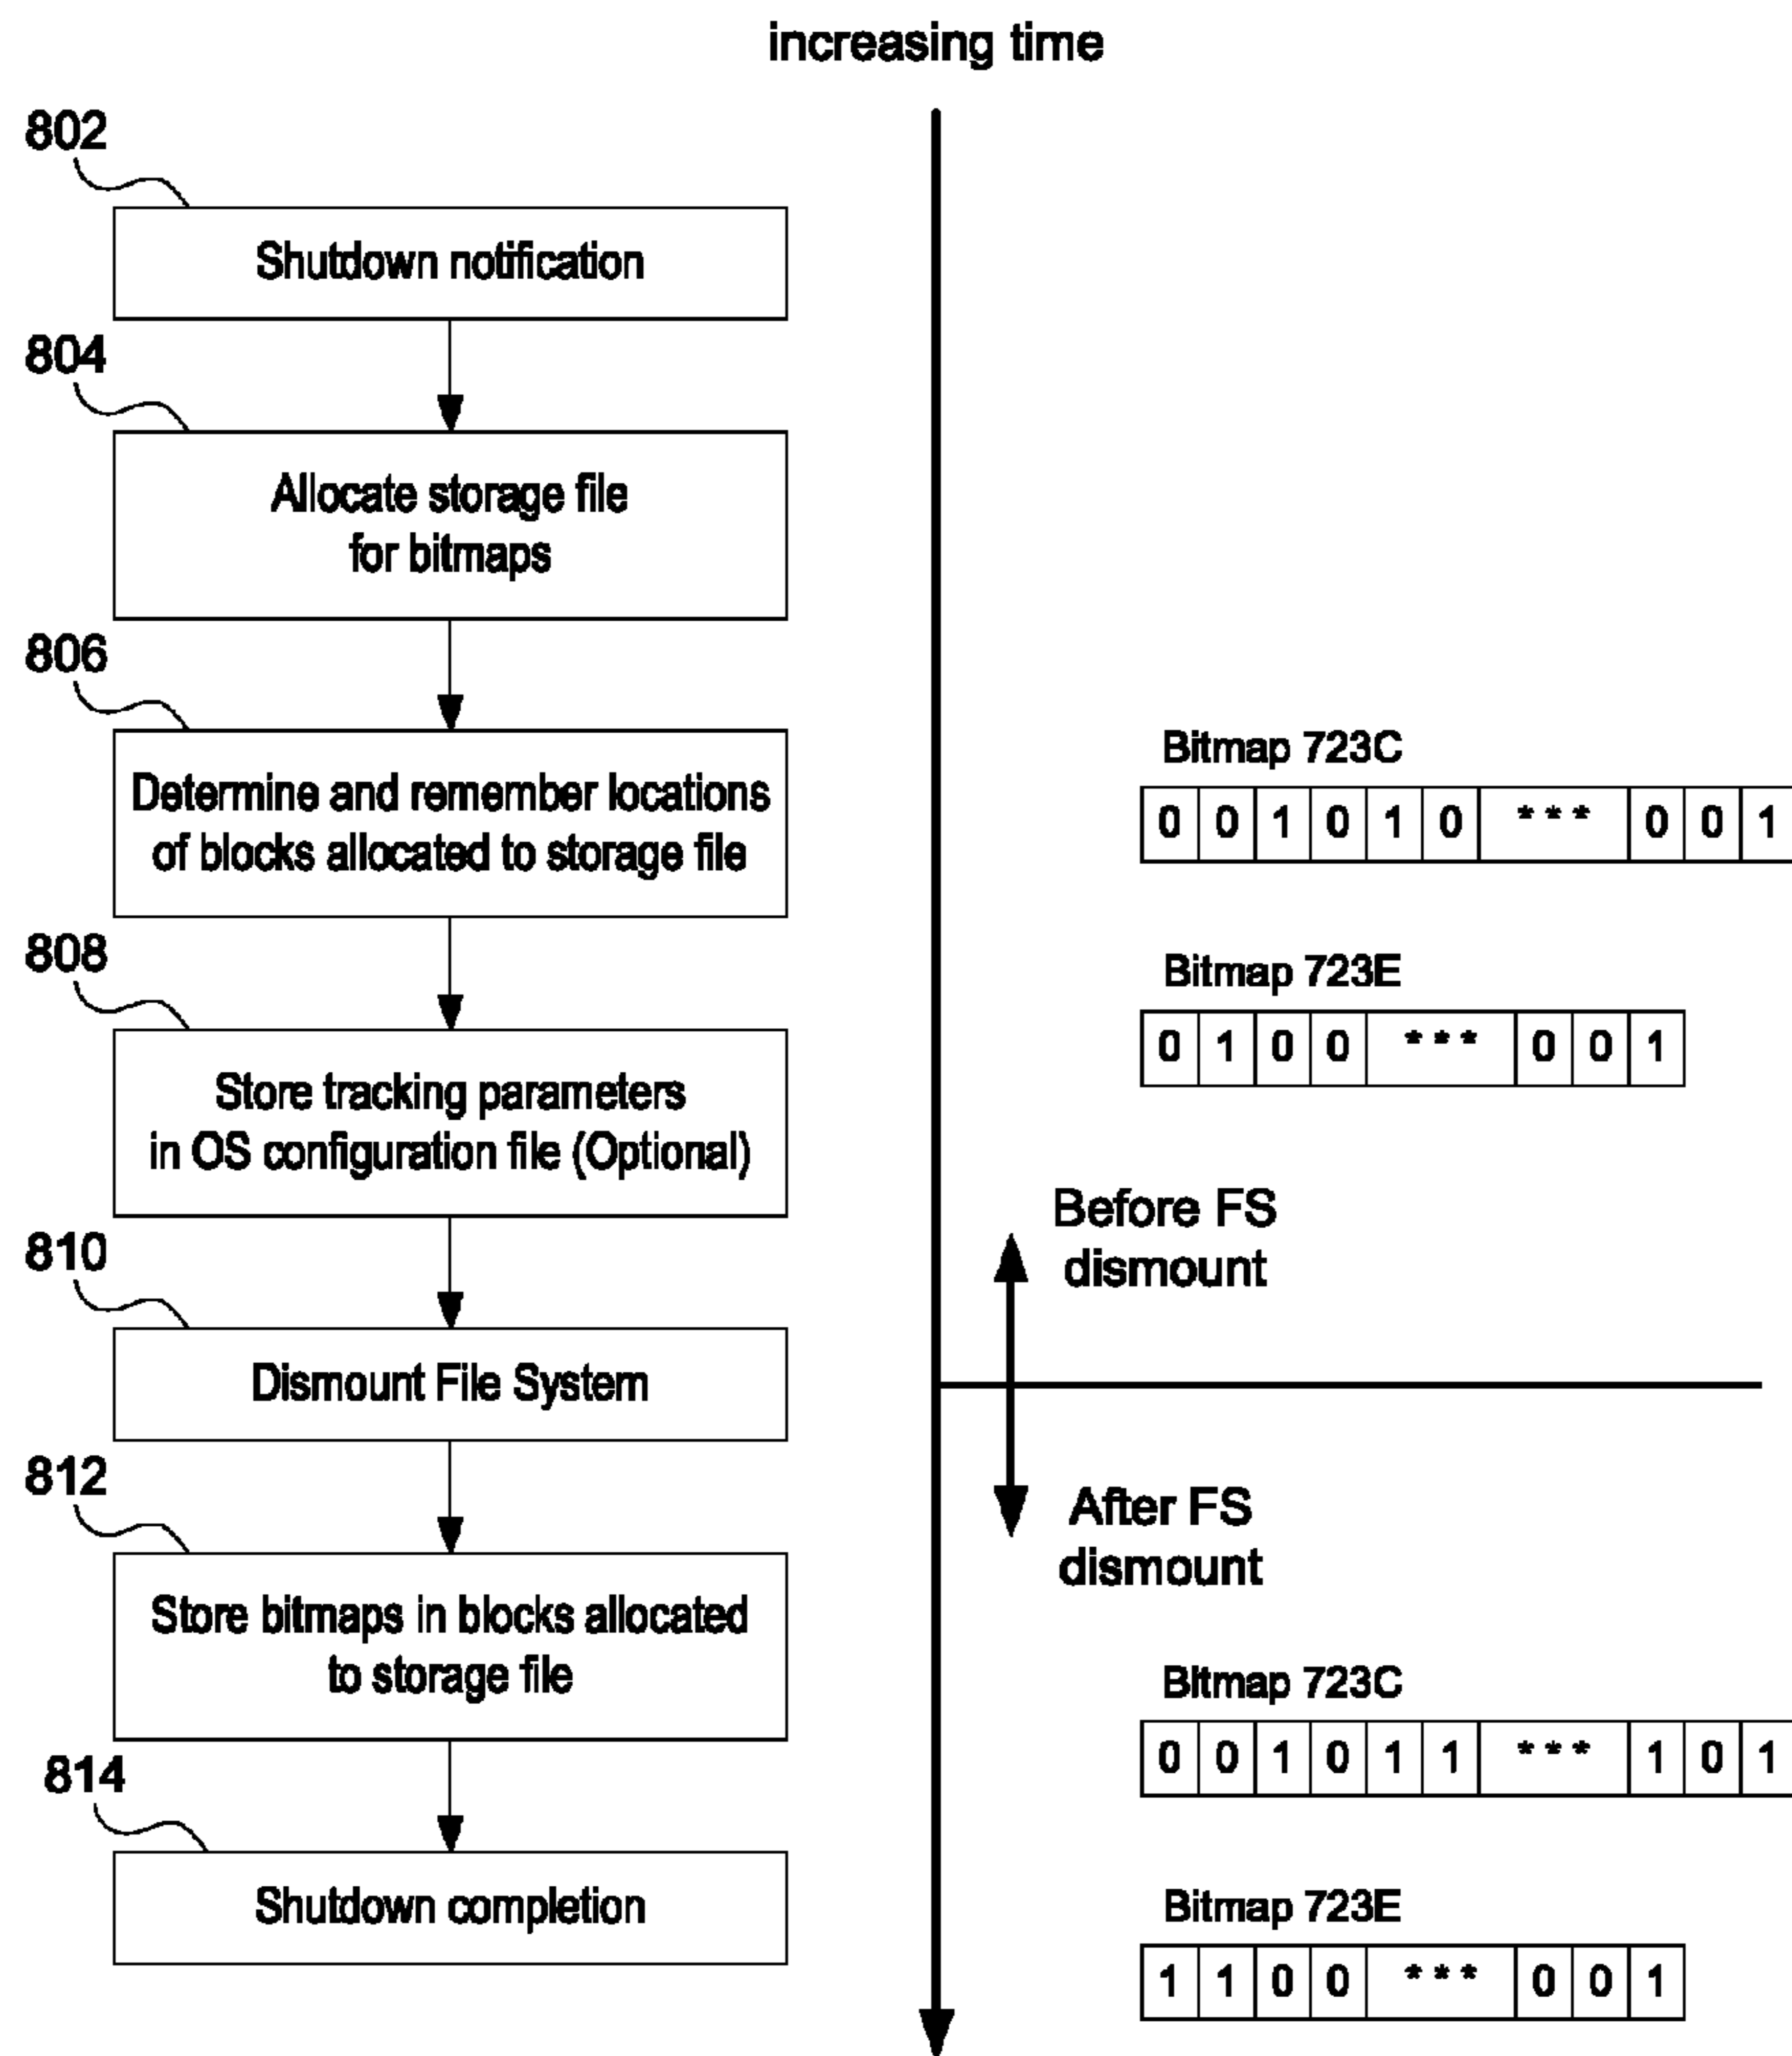 increasing time
802
Shutdown notification
804
Allocate storage file
for bitmaps
806
Determine and remember locations
of blocks allocated to storage file
808
Store tracking parameters
in OS configuration file (Optional)
810
Dismount File System
812
Store bitmaps in blocks allocated
to storage file
814
Shutdown completion
Bitmap 723C
0 0 1 0 1 0 *** 0 0 1
Bitmap 723E
0 1 0 0 *** 0 0 1
Before FS
dismount
After FS
dismount
Bitmap 723C
0 0 1 0 1 1 *** 1 0 1
Bitmap 723E
1 1 0 0 *** 0 0 1